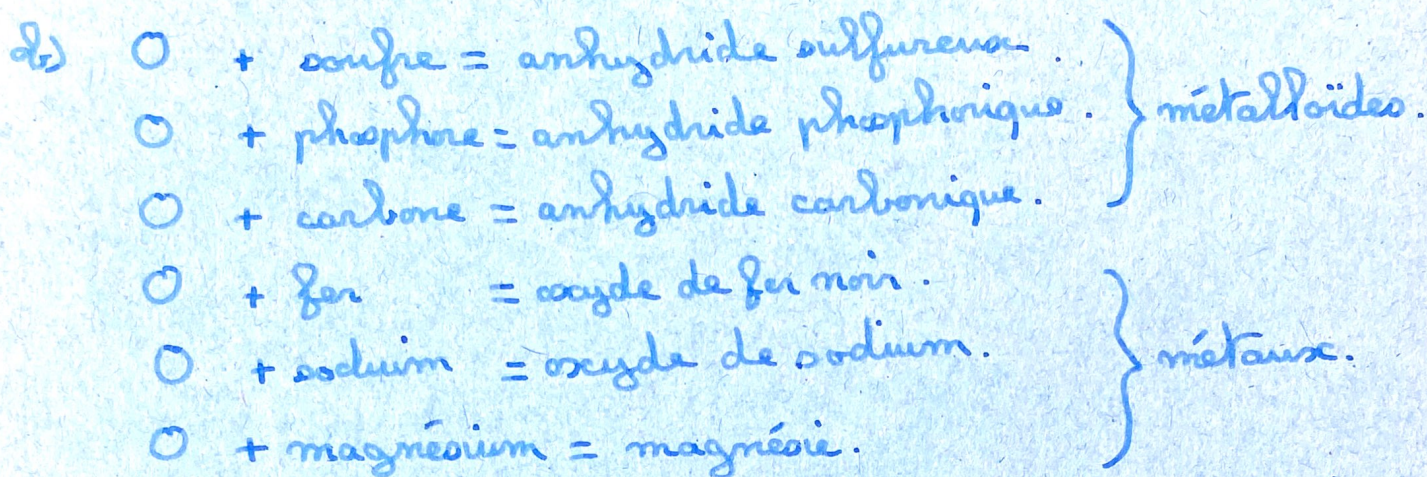 O + soufre = anhydride sulfureux. } métalloïdes.
O + phosphore = anhydride phosphorique.
O + carbone = anhydride carbonique.
O + fer = oxyde de fer noir. } métaux.
O + soduim = oxyde de sodium.
O + magnésium = magnésie.